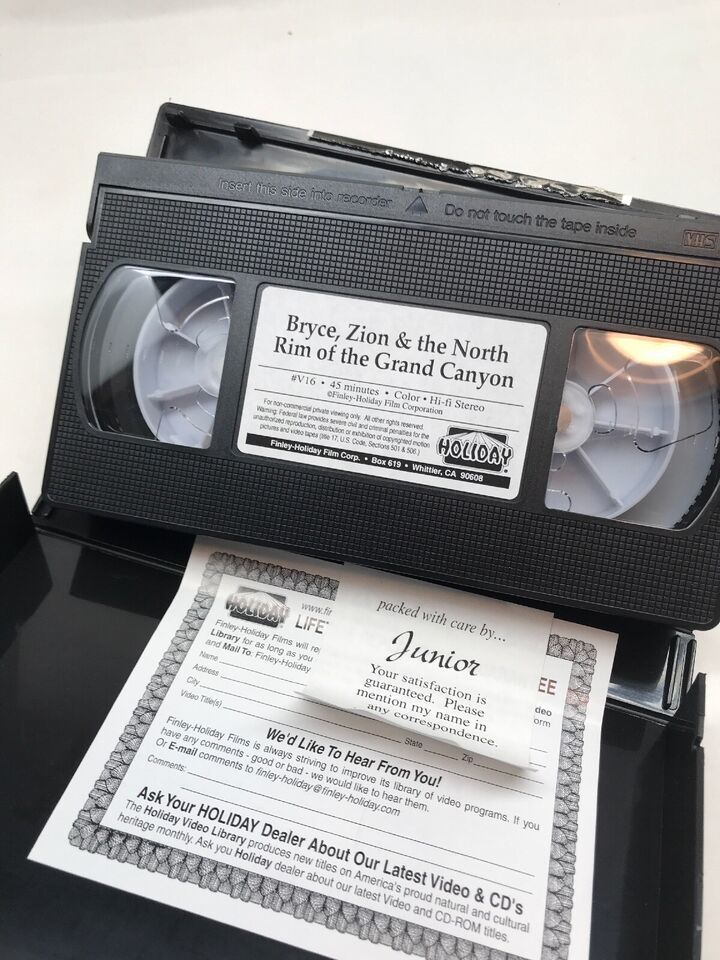 Insert this side into recorder
Do not touch the tape inside
VHS
Bryce, Zion & the North
Rim of the Grand Canyon
#V16 • 45 minutes • Color • Hi-fi Stereo
©Finley-Holiday Film Corporation
For non-commercial private viewing only. All other rights reserved.
Warning: Federal law provides severe civil and criminal penalties for the
unauthorized reproduction, distribution or exhibition of copyrighted motion
pictures and video tapes (title 17, U.S. Code, Sections 501 & 506.)
HOLIDAY
Finley-Holiday Film Corp. • Box 619 • Whittier, CA 90608
packed with care by...
Junior
Your satisfaction is
guaranteed. Please
mention my name in
any correspondence.
HOLIDAY
www.fi
LIFE
EE
Finley-Holiday Films will re
deo
Library for as long as you
orm
and Mail To: Finley-Holiday
Name
Address
City
State
Zip
Video Title(s)
We'd Like To Hear From You!
Finley-Holiday Films is always striving to improve its library of video programs. If you
have any comments - good or bad - we would like to hear them.
Or E-mail comments to finley-holiday@finley-holiday.com
Comments:
Ask Your HOLIDAY Dealer About Our Latest Video & CD's
The Holiday Video Library produces new titles on America's proud natural and cultural
heritage monthly. Ask you Holiday dealer about our latest Video and CD-ROM titles.